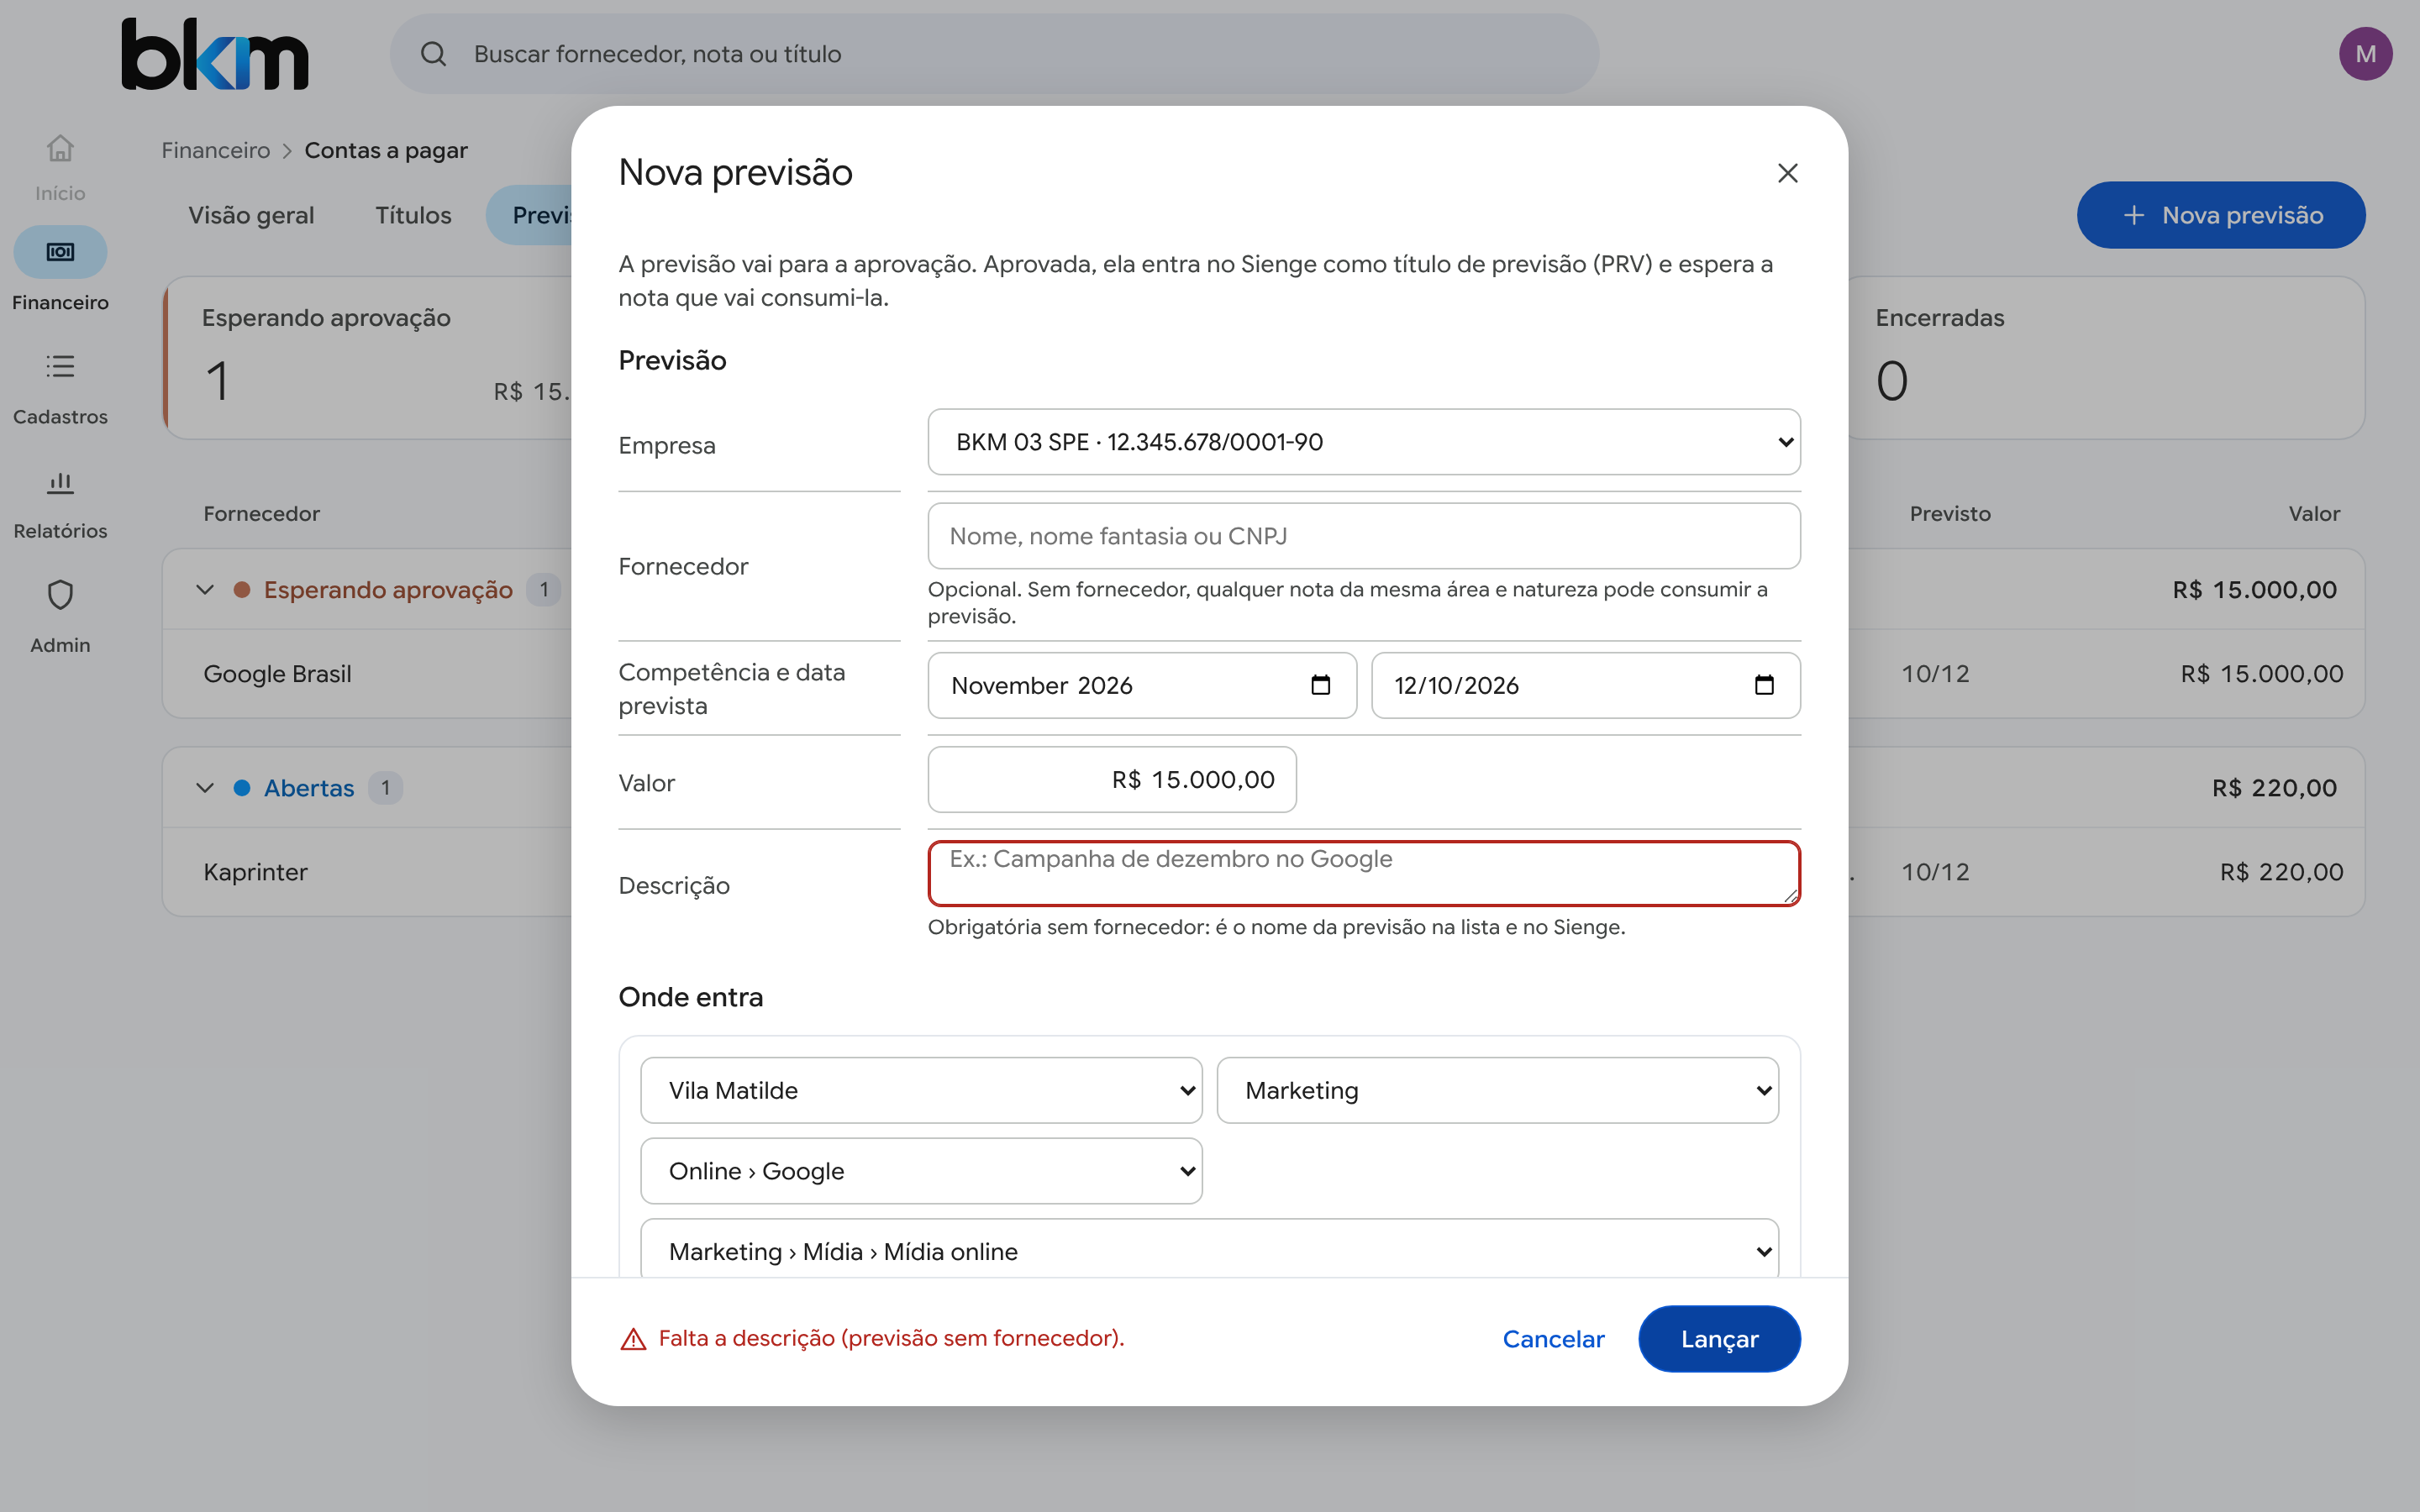 bkm
Buscar fornecedor, nota ou título
M
Início
Financeiro
Cadastros
Relatórios
Admin
Financeiro > Contas a pagar
Visão geral
Títulos
Nova previsão
Esperando aprovação
1
R$ 15.
Encerradas
0
Fornecedor
Previsto
Valor
Esperando aprovação 1
R$ 15.000,00
Google Brasil
10/12
R$ 15.000,00
Abertas 1
R$ 220,00
Kaprinter
10/12
R$ 220,00
Nova previsão
A previsão vai para a aprovação. Aprovada, ela entra no Sienge como título de previsão (PRV) e espera a
nota que vai consumi-la.
Previsão
Empresa
BKM 03 SPE · 12.345.678/0001-90
Fornecedor
Nome, nome fantasia ou CNPJ
Opcional. Sem fornecedor, qualquer nota da mesma área e natureza pode consumir a
previsão.
Competência e data
prevista
November 2026
12/10/2026
Valor
R$ 15.000,00
Descrição
Ex.: Campanha de dezembro no Google
Obrigatória sem fornecedor: é o nome da previsão na lista e no Sienge.
Onde entra
Vila Matilde
Marketing
Online › Google
Marketing › Mídia › Mídia online
Falta a descrição (previsão sem fornecedor).
Cancelar
Lançar